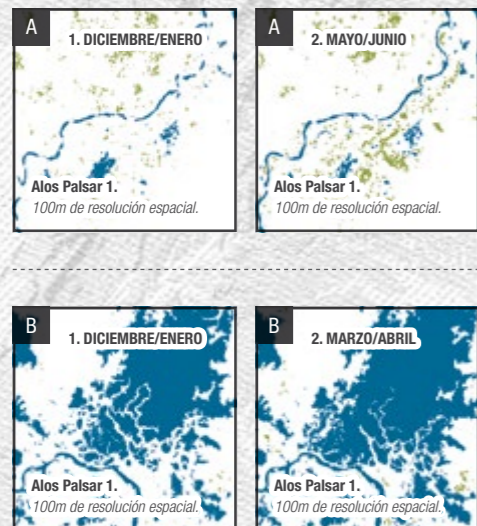 A
1. DICIEMBRE/ENERO
Alos Palsar 1.
100m de resolución espacial.
A
2. MAYO/JUNIO
Alos Palsar 1.
100m de resolución espacial.
B
1. DICIEMBRE/ENERO
Alos Palsar 1.
100m de resolución espacial.
B
2. MARZO/ABRIL
Alos Palsar 1.
100m de resolución espacial.